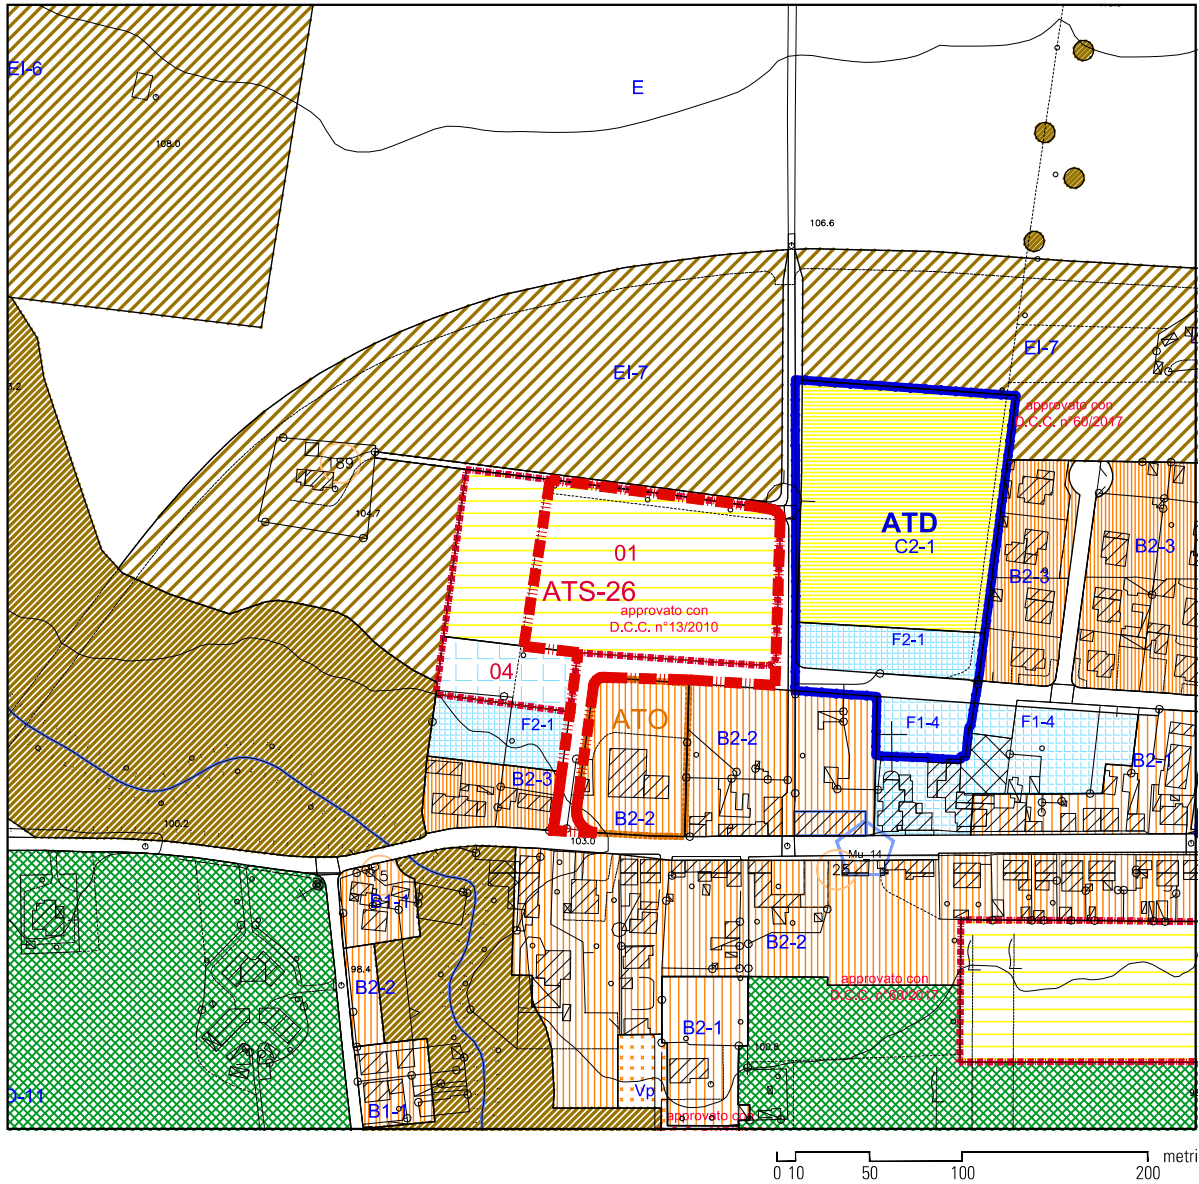 EI-6
E
108.0
106.6
EI-7
EI-7
3.2
approvato con
D.C.C. n°60/2017
189
104.7
01
ATD
C2-1
B2-3
B2-3
ATS-26
approvato con
D.C.C. n°13/2010
F2-1
04
F2-1
ATO
F1-4
F1-4
B2-2
B2-1
B2-3
B2-2
100.2
103.0
Mu_14
25
B1-1
B2-2
98.4
B2-2
approvato con
D.C.C. n°60/2017
B2-1
100.8
Vp
-11
B1-1
approvato con
metri
0 10 50 100 200